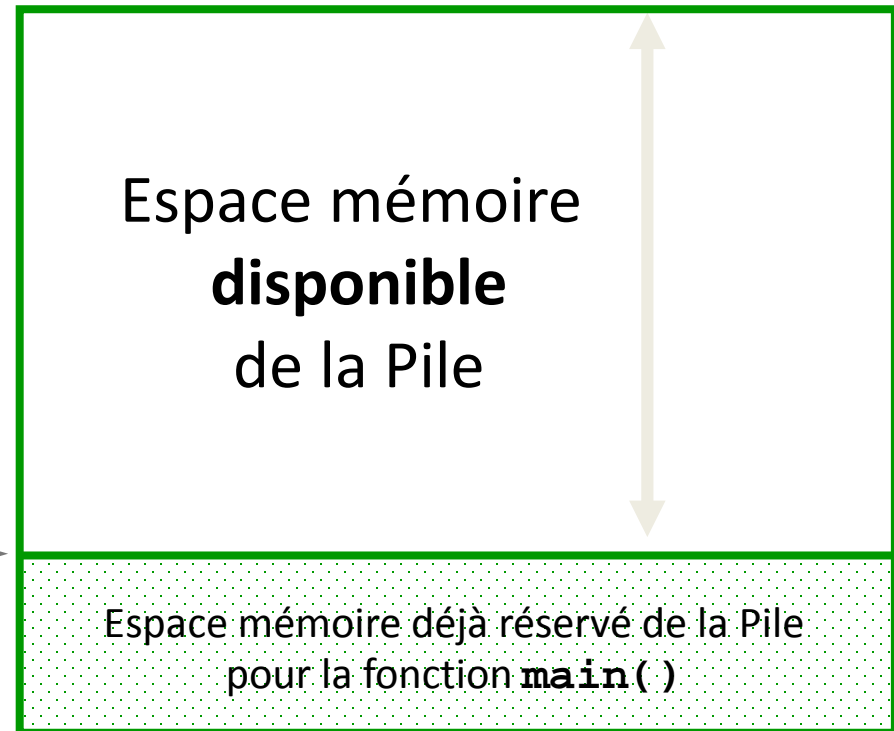 Espace mémoire
disponible
de la Pile
Espace mémoire déjà réservé de la Pile
pour la fonction main()